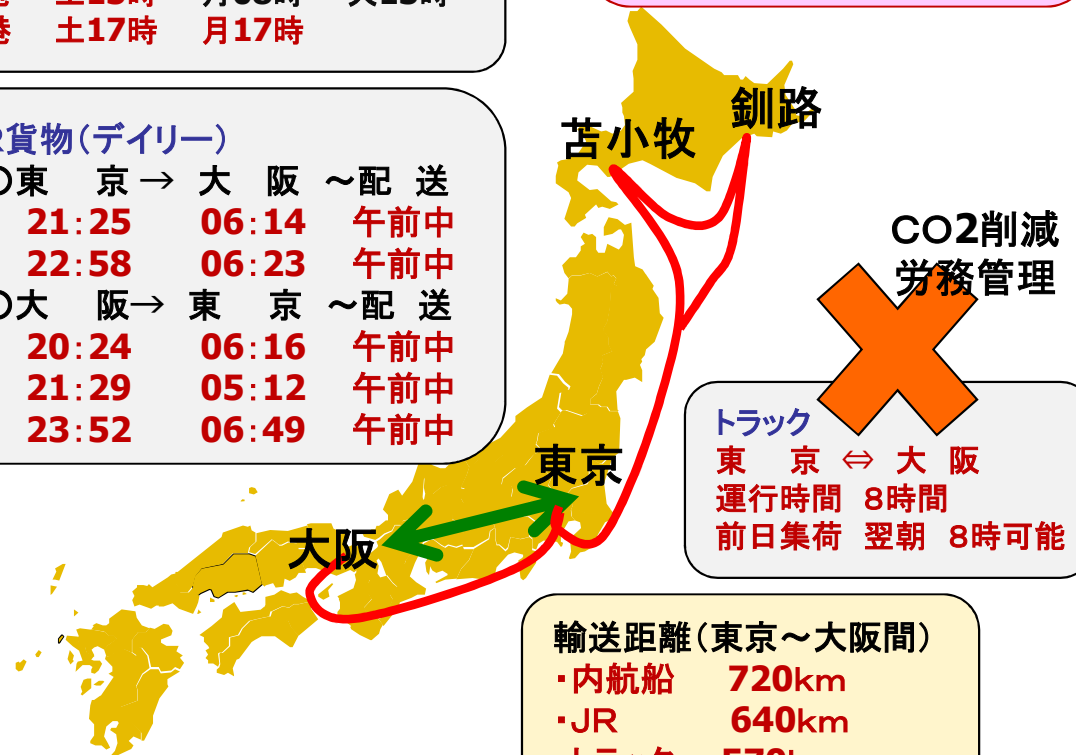 土17時 月17時
貨物（デイリー）
東 京 → 大 阪 ～配 送
21：25 06：14 午前中
22：58 06：23 午前中
大 阪→ 東 京 ～配 送
20：24 06：16 午前中
21：29 05：12 午前中
23：52 06：49 午前中
釧路
苫小牧
CO2削減
労務管理
トラック
東 京 ⇔ 大 阪
運行時間 8時間
前日集荷 翌朝 8時可能
東京
大阪
輸送距離（東京～大阪間）
・内航船 720km
・JR 640km